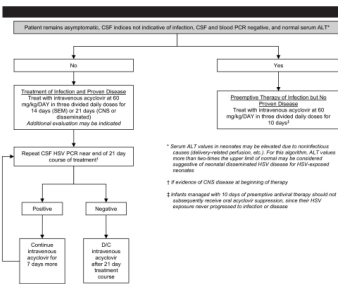 Patient remains asymptomatic, CSF indices not indicative of infection, CSF and blood PCR negative, and normal serum ALT*
No
Yes
Treatment of Infection and Proven Disease
Treat with intravenous acyclovir at 60
mg/kg/DAY in three divided daily doses for
14 days (SEM) or 21 days (CNS or
disseminated)
Additional evaluation may be indicated
Preemptive Therapy of Infection but No
Proven Disease
Treat with intravenous acyclovir at 60
mg/kg/DAY in three divided daily doses for
10 days‡
Repeat CSF HSV PCR near end of 21 day
course of treatment†
* Serum ALT values in neonates may be elevated due to noninfectious
causes (delivery-related perfusion, etc.). For this algorithm, ALT values
more than two-times the upper limit of normal may be considered
suggestive of neonatal disseminated HSV disease for HSV-exposed
neonates
† If evidence of CNS disease at beginning of therapy
‡ Infants managed with 10 days of preemptive antiviral therapy should not
subsequently receive oral acyclovir suppression, since their HSV
exposure never progressed to infection or disease
Positive
Negative
Continue
intravenous
acyclovir for
7 days more
D/C
intravenous
acyclovir
after 21 day
treatment
course